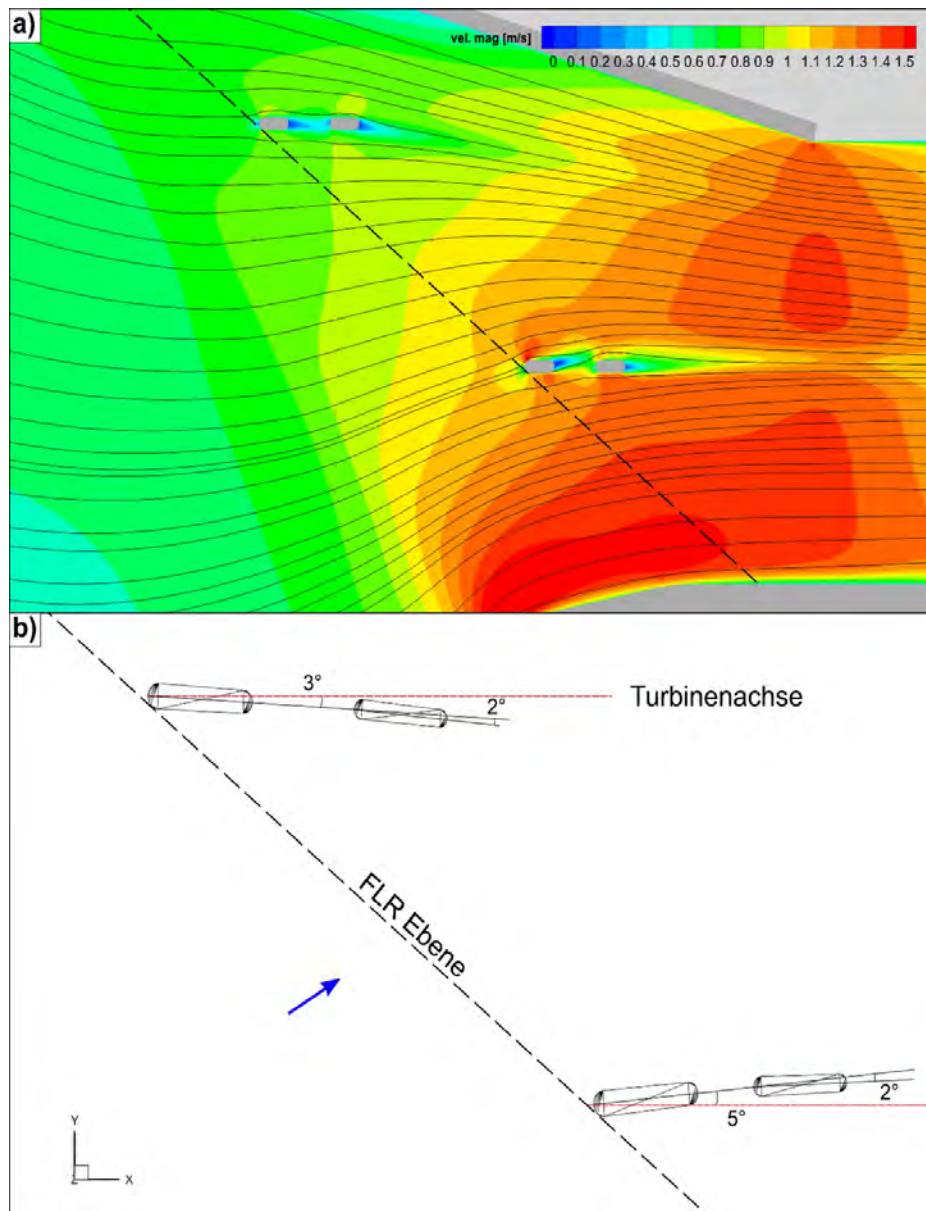 a)
vel. mag [m/s]
0 0.1 0.2 0.3 0.4 0.5 0.6 0.7 0.8 0.9 1 1.1 1.2 1.3 1.4 1.5
b)
3°
2°
Turbinenachse
FLR Ebene
2°
5°
Y
Z X